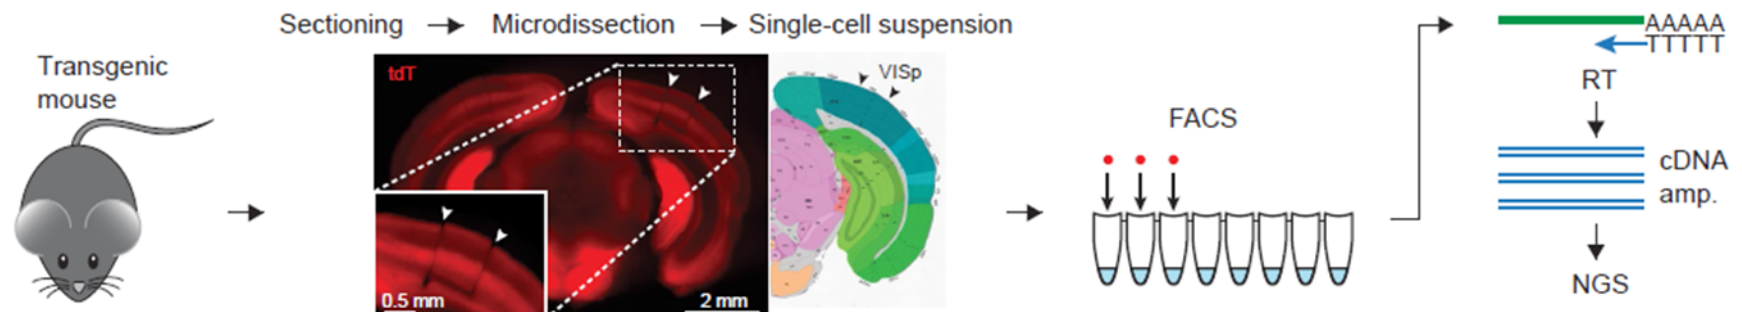 Sectioning → Microdissection → Single-cell suspension
Transgenic
mouse
tdT
0.5 mm
2 mm
VISp
FACS
AAAAA
TTTTT
RT
cDNA
amp.
NGS